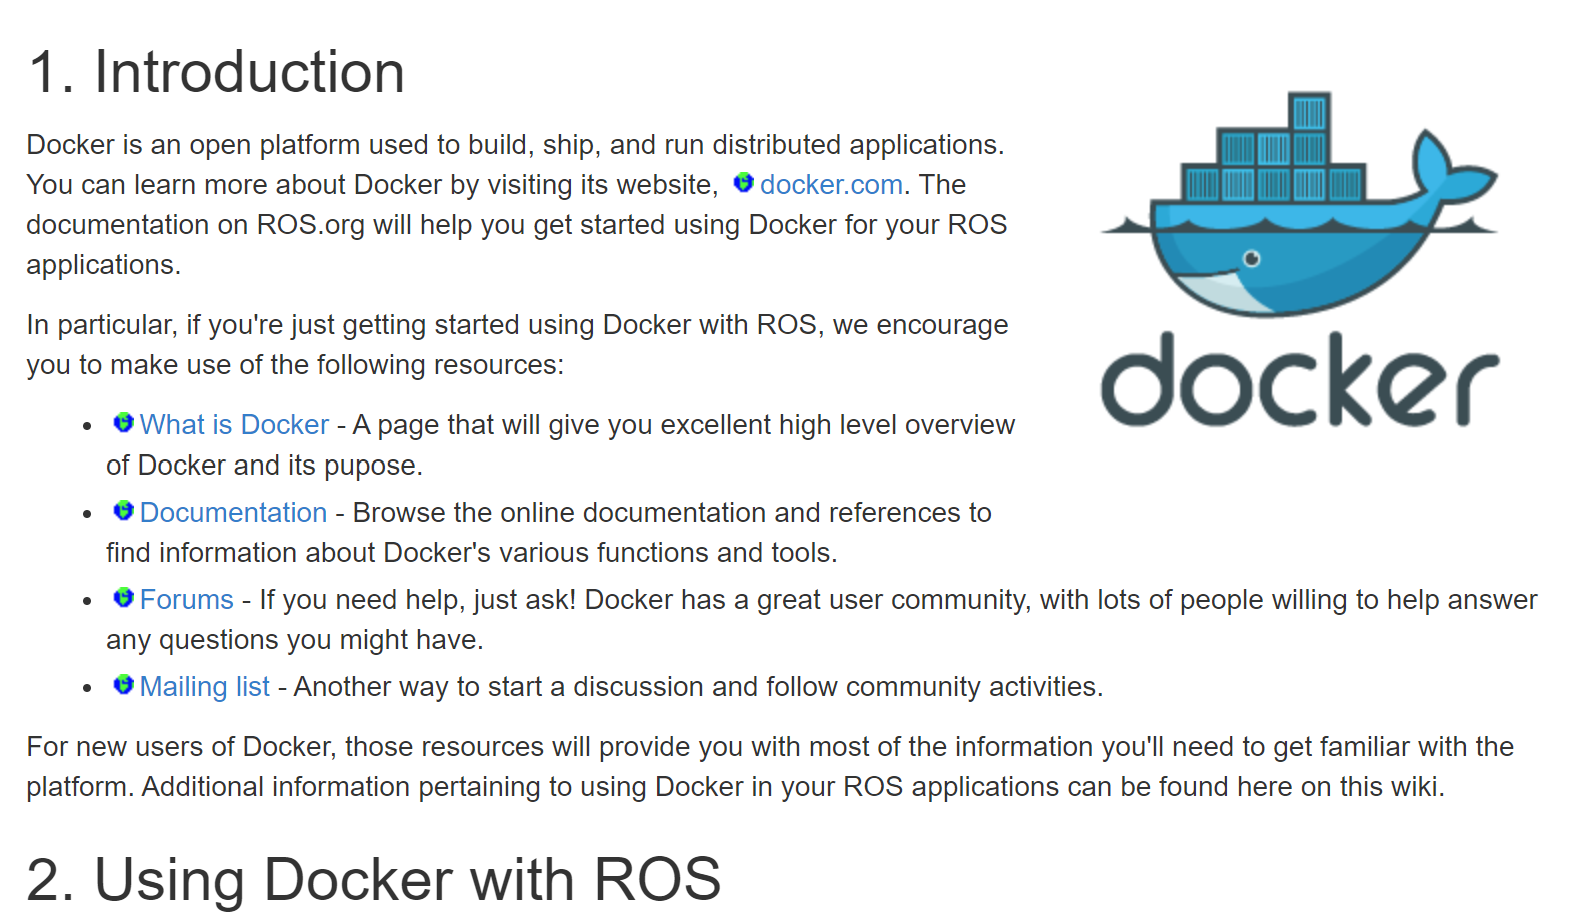 1. Introduction
Docker is an open platform used to build, ship, and run distributed applications.
You can learn more about Docker by visiting its website, docker.com. The
documentation on ROS.org will help you get started using Docker for your ROS
applications.
In particular, if you're just getting started using Docker with ROS, we encourage
you to make use of the following resources:
docker
• What is Docker - A page that will give you excellent high level overview
of Docker and its pupose.
• Documentation - Browse the online documentation and references to
find information about Docker's various functions and tools.
• Forums - If you need help, just ask! Docker has a great user community, with lots of people willing to help answer
any questions you might have.
• Mailing list - Another way to start a discussion and follow community activities.
For new users of Docker, those resources will provide you with most of the information you'll need to get familiar with the
platform. Additional information pertaining to using Docker in your ROS applications can be found here on this wiki.
2. Using Docker with ROS